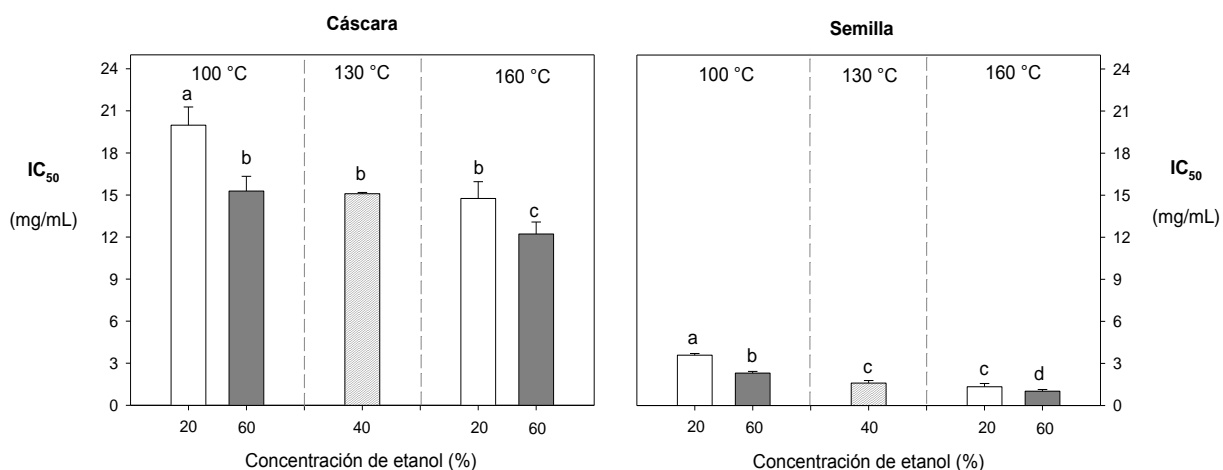 Cáscara
24
21
18
15
12
9
6
3
0
IC50
(mg/mL)
100 °C
130 °C
160 °C
a
b
b
b
c
20
60
40
20
60
Concentración de etanol (%)
Semilla
100 °C
130 °C
160 °C
a
b
c
c
d
20
60
40
20
60
Concentración de etanol (%)
24
21
18
15
12
9
6
3
0
IC50
(mg/mL)